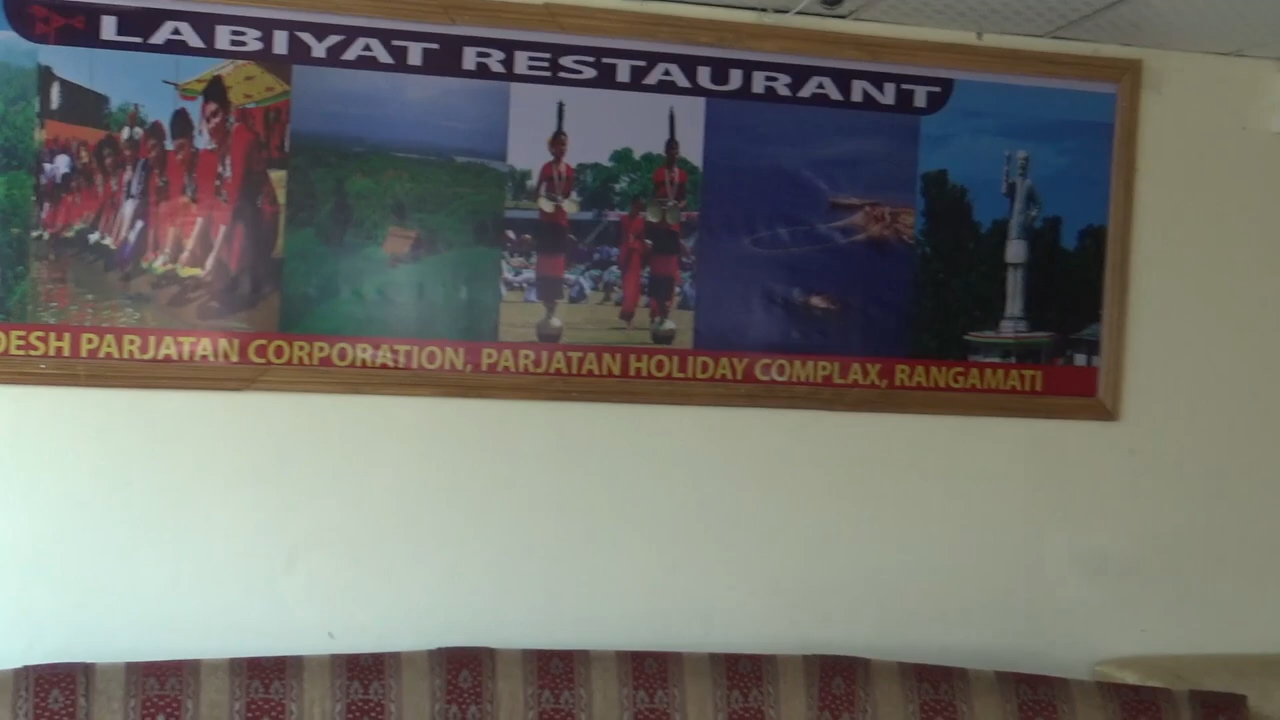 LABIYAT RESTAURANT
DESH PARJATAN CORPORATION, PARJATAN HOLIDAY COMPLAX, RANGAMATI